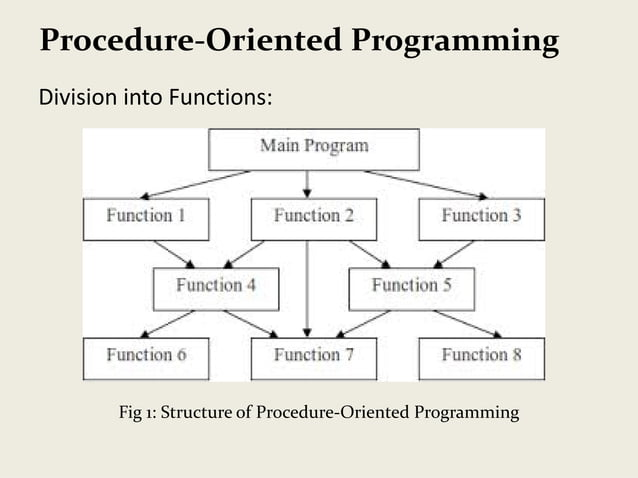 Procedure-Oriented Programming
Division into Functions:
Main Program
Function 1
Function 2
Function 3
Function 4
Function 5
Function 6
Function 7
Function 8
Fig 1: Structure of Procedure-Oriented Programming